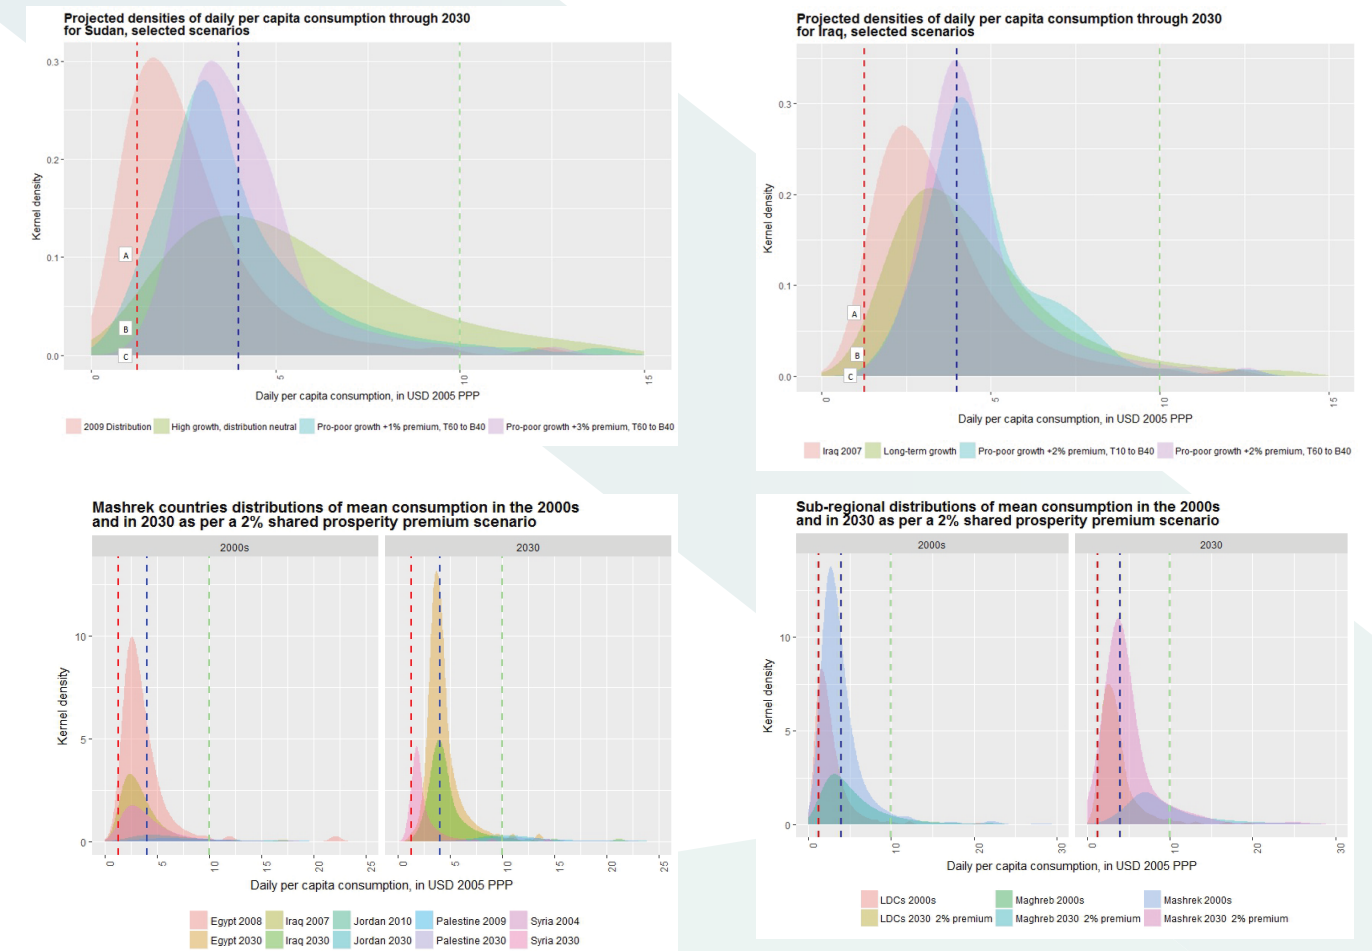 Projected densities of daily per capita consumption through 2030
for Sudan, selected scenarios
0.3
0.2
0.1
0.0
Kernel density
A
B
C
0
5
10
15
Daily per capita consumption, in USD 2005 PPP
2009 Distribution High growth, distribution neutral Pro-poor growth +1% premium, T60 to B40 Pro-poor growth +3% premium, T60 to B40
Projected densities of daily per capita consumption through 2030
for Iraq, selected scenarios
0.3
0.2
0.1
0.0
Kernel density
A
B
C
0
5
10
15
Daily per capita consumption, in USD 2005 PPP
Iraq 2007 Long-term growth Pro-poor growth +2% premium, T10 to B40 Pro-poor growth +2% premium, T60 to B40
Mashrek countries distributions of mean consumption in the 2000s
and in 2030 as per a 2% shared prosperity premium scenario
2000s 2030
10
5
0
Kernel density
0 5 10 15 20 25 0 5 10 15 20 25
Daily per capita consumption, in USD 2005 PPP
Egypt 2008 Iraq 2007 Jordan 2010 Palestine 2009 Syria 2004
Egypt 2030 Iraq 2030 Jordan 2030 Palestine 2030 Syria 2030
Sub-regional distributions of mean consumption in the 2000s
and in 2030 as per a 2% shared prosperity premium scenario
2000s 2030
10
5
0
Kernel density
0 10 20 30 0 10 20 30
Daily per capita consumption, in USD 2005 PPP
LDCs 2000s Maghreb 2000s Mashrek 2000s
LDCs 2030 2% premium Maghreb 2030 2% premium Mashrek 2030 2% premium